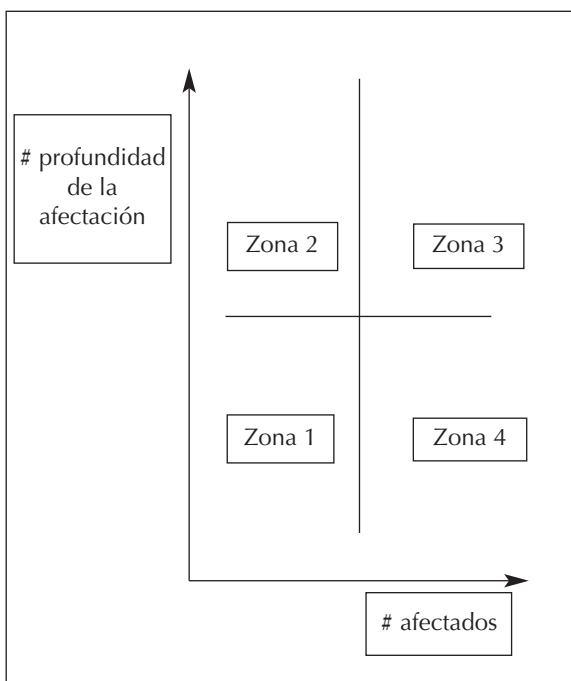 # profundidad
de la
afectación
Zona 2
Zona 3
Zona 1
Zona 4
# afectados